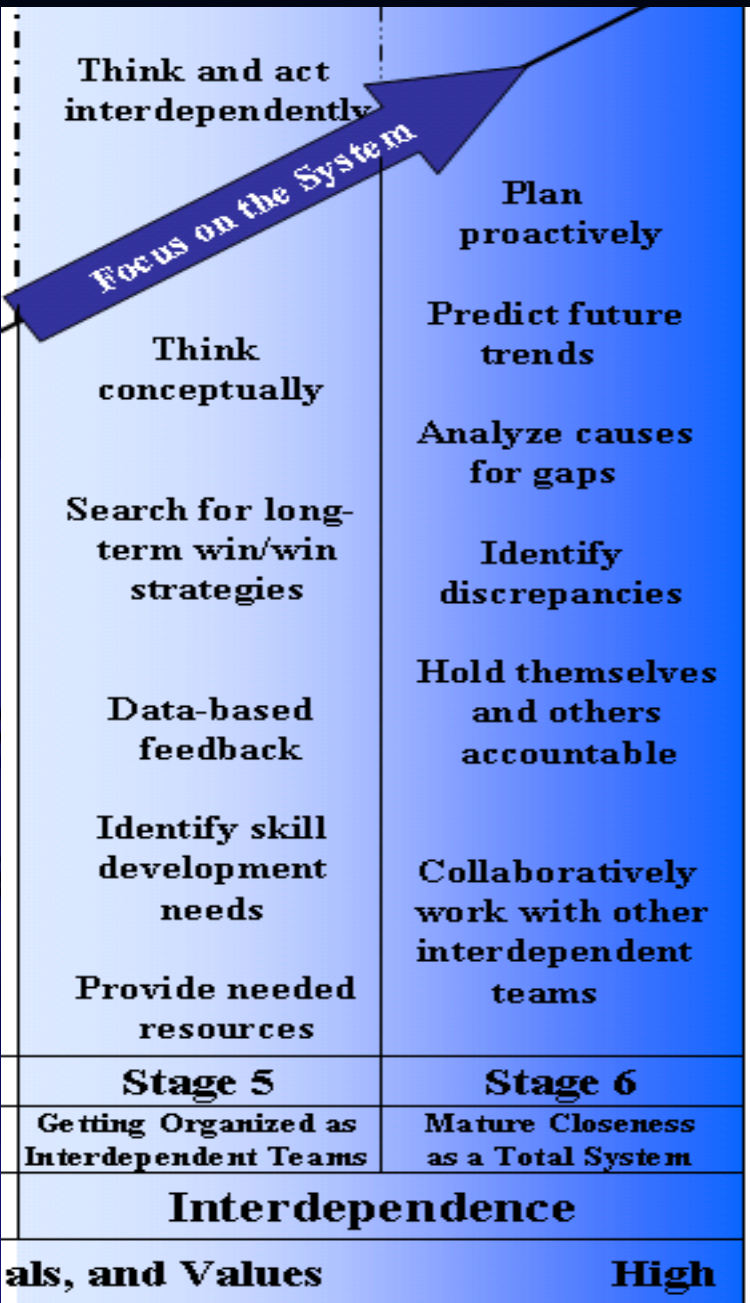 Think and act
interdependently
Focus on the System
Think
conceptually
Search for long-
term win/win
strategies
Data-based
feedback
Identify skill
development
needs
Provide needed
resources
Plan
proactively
Predict future
trends
Analyze causes
for gaps
Identify
discrepancies
Hold themselves
and others
accountable
Collaboratively
work with other
interdependent
teams
Stage 5
Stage 6
Getting Organized as
Interdependent Teams
Mature Closeness
as a Total System
Interdependence
als, and Values
High